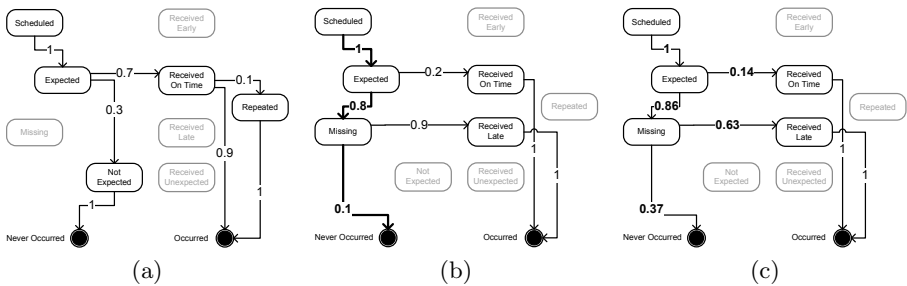 Scheduled
Received
Early
1
Expected
0.7
Received
On Time
0.1
Repeated
0.3
Missing
Received
Late
0.9
Not
Expected
Received
Unexpected
1
1
Never Occurred
Occurred
(a)
Scheduled
Received
Early
1
Expected
0.2
Received
On Time
Repeated
0.8
Missing
0.9
Received
Late
1
Not
Expected
Received
Unexpected
1
0.1
Never Occurred
Occurred
(b)
Scheduled
Received
Early
1
Expected
0.14
Received
On Time
Repeated
0.86
Missing
0.63
Received
Late
1
Not
Expected
Received
Unexpected
1
0.37
Never Occurred
Occurred
(c)